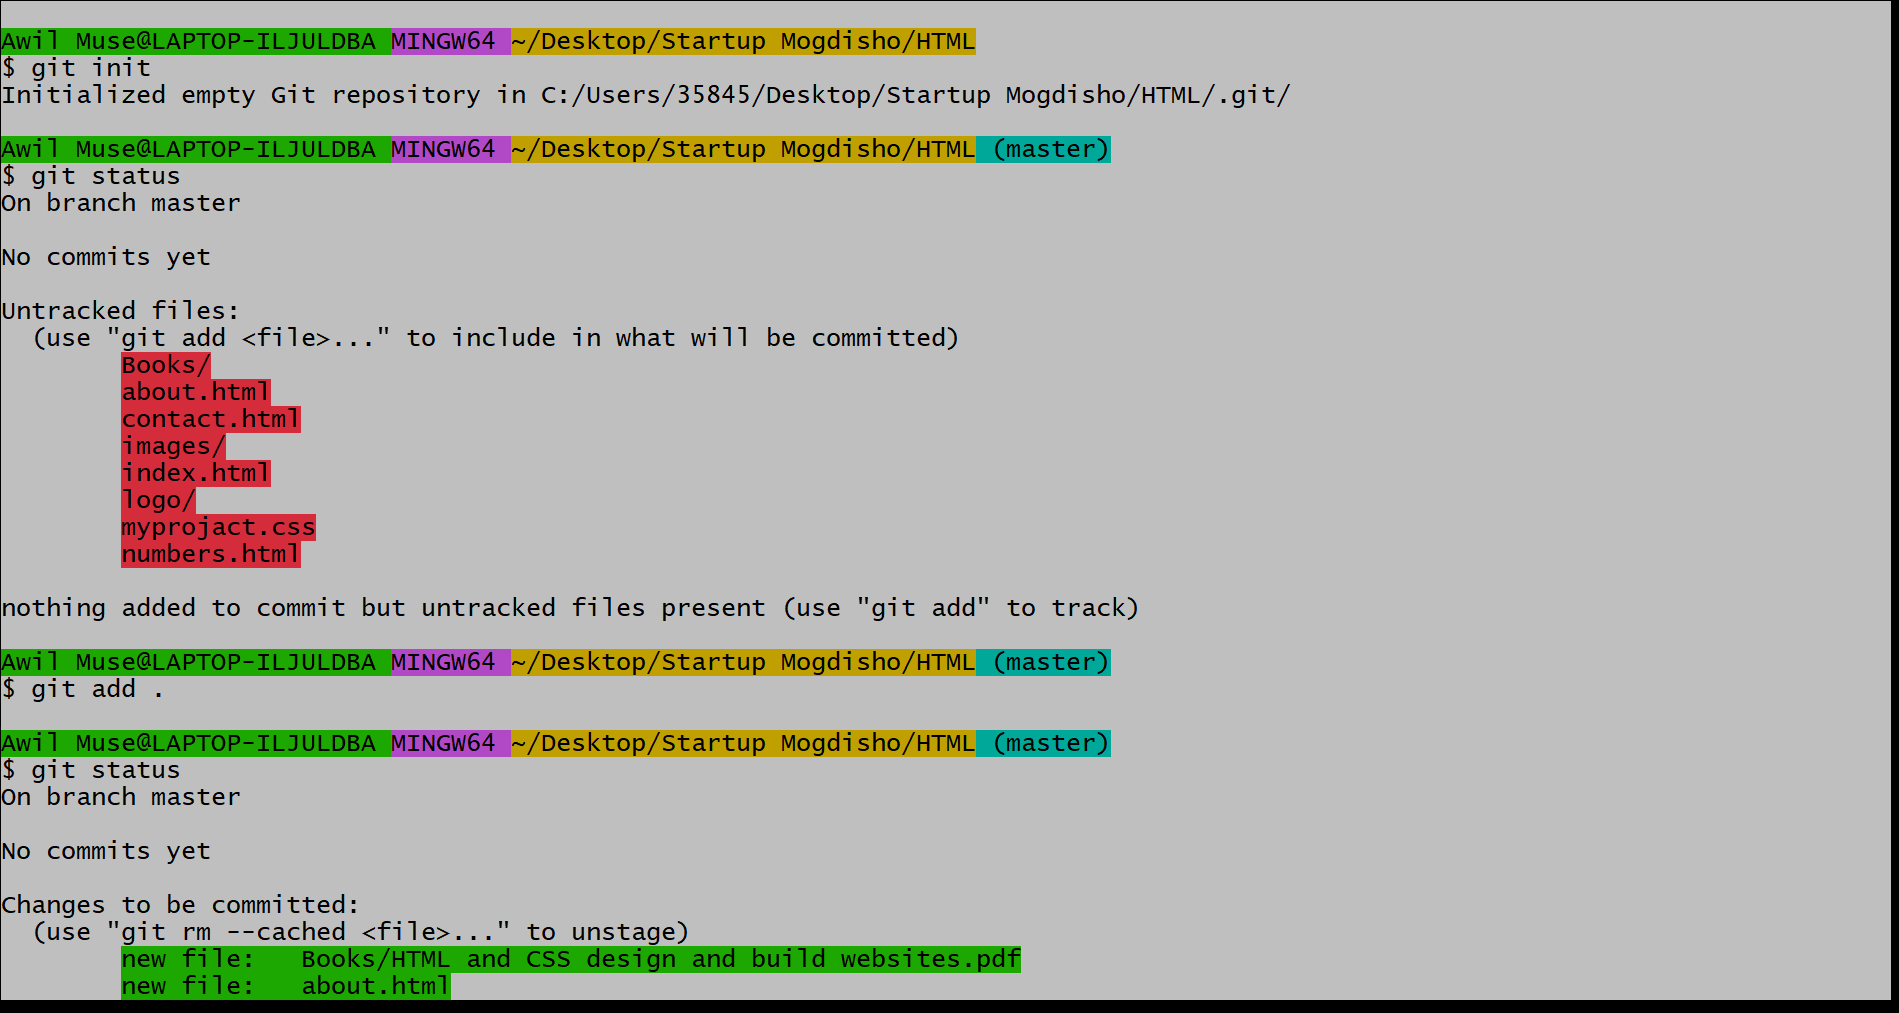 Awil Muse@LAPTOP-ILJULDBA MINGW64 ~/Desktop/Startup Mogdisho/HTML
$ git init
Initialized empty Git repository in C:/Users/35845/Desktop/Startup Mogdisho/HTML/.git/
Awil Muse@LAPTOP-ILJULDBA MINGW64 ~/Desktop/Startup Mogdisho/HTML (master)
$ git status
On branch master
No commits yet
Untracked files:
(use "git add <file>..." to include in what will be committed)
Books/
about.html
contact.html
images/
index.html
logo/
myprojact.css
numbers.html
nothing added to commit but untracked files present (use "git add" to track)
Awil Muse@LAPTOP-ILJULDBA MINGW64 ~/Desktop/Startup Mogdisho/HTML (master)
$ git add .
Awil Muse@LAPTOP-ILJULDBA MINGW64 ~/Desktop/Startup Mogdisho/HTML (master)
$ git status
On branch master
No commits yet
Changes to be committed:
(use "git rm --cached <file>..." to unstage)
new file:   Books/HTML and CSS design and build websites.pdf
new file:   about.html